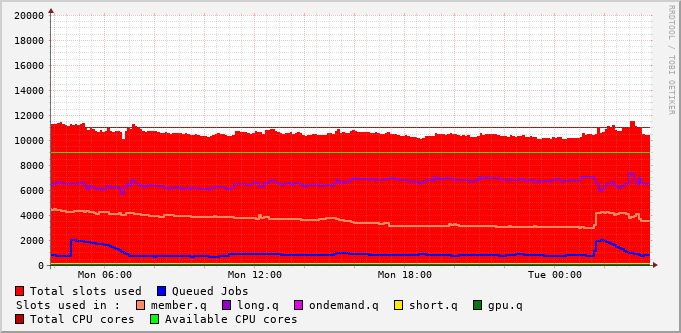 20000
18000
16000
14000
12000
10000
8000
6000
4000
2000
0
Mon 06:00 Mon 12:00 Mon 18:00 Tue 00:00
RRDTOOL / TOBI OETIKER
Total slots used Queued Jobs
Slots used in : member.q long.q ondemand.q short.q gpu.q
Total CPU cores Available CPU cores